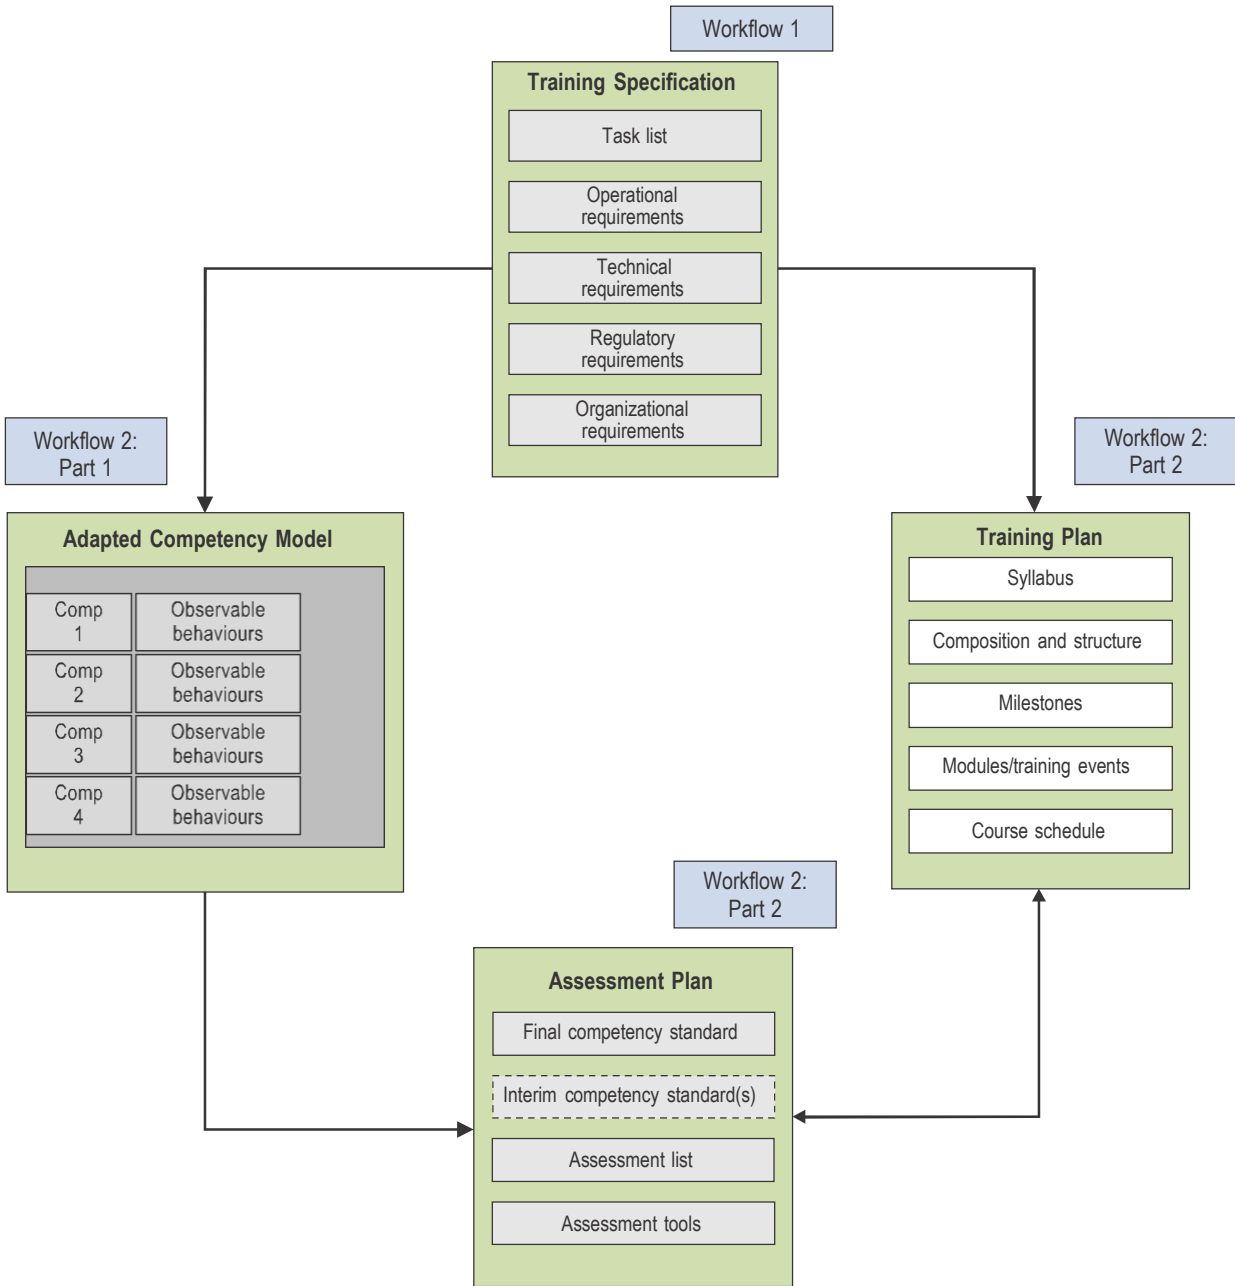 Workflow 1
Training Specification
Task list
Operational
requirements
Technical
requirements
Regulatory
requirements
Organizational
requirements
Workflow 2:
Part 1
Workflow 2:
Part 2
Adapted Competency Model
Comp
1
Observable
behaviours
Comp
2
Observable
behaviours
Comp
3
Observable
behaviours
Comp
4
Observable
behaviours
Training Plan
Syllabus
Composition and structure
Milestones
Modules/training events
Course schedule
Workflow 2:
Part 2
Assessment Plan
Final competency standard
Interim competency standard(s)
Assessment list
Assessment tools